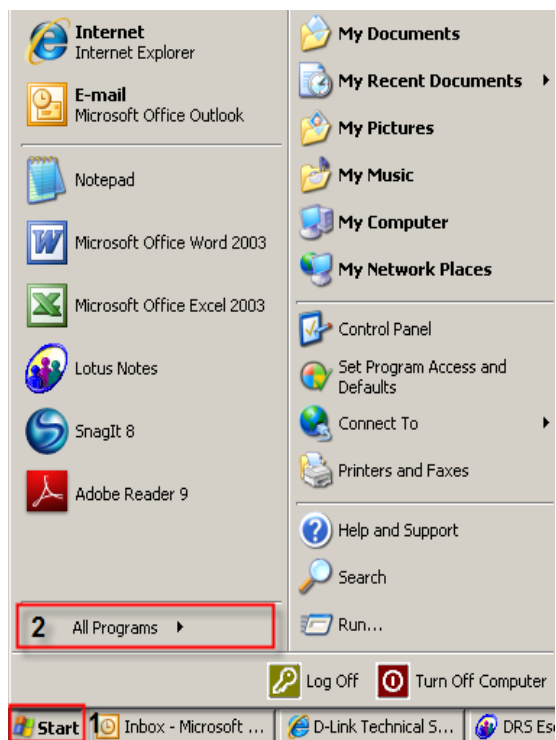 Internet
Internet Explorer
E-mail
Microsoft Office Outlook
Notepad
Microsoft Office Word 2003
Microsoft Office Excel 2003
Lotus Notes
SnagIt 8
Adobe Reader 9
2 All Programs
My Documents
My Recent Documents
My Pictures
My Music
My Computer
My Network Places
Control Panel
Set Program Access and
Defaults
Connect To
Printers and Faxes
Help and Support
Search
Run...
Log Off
Turn Off Computer
Start
1
Inbox - Microsoft ...
D-Link Technical S...
DRS Esc